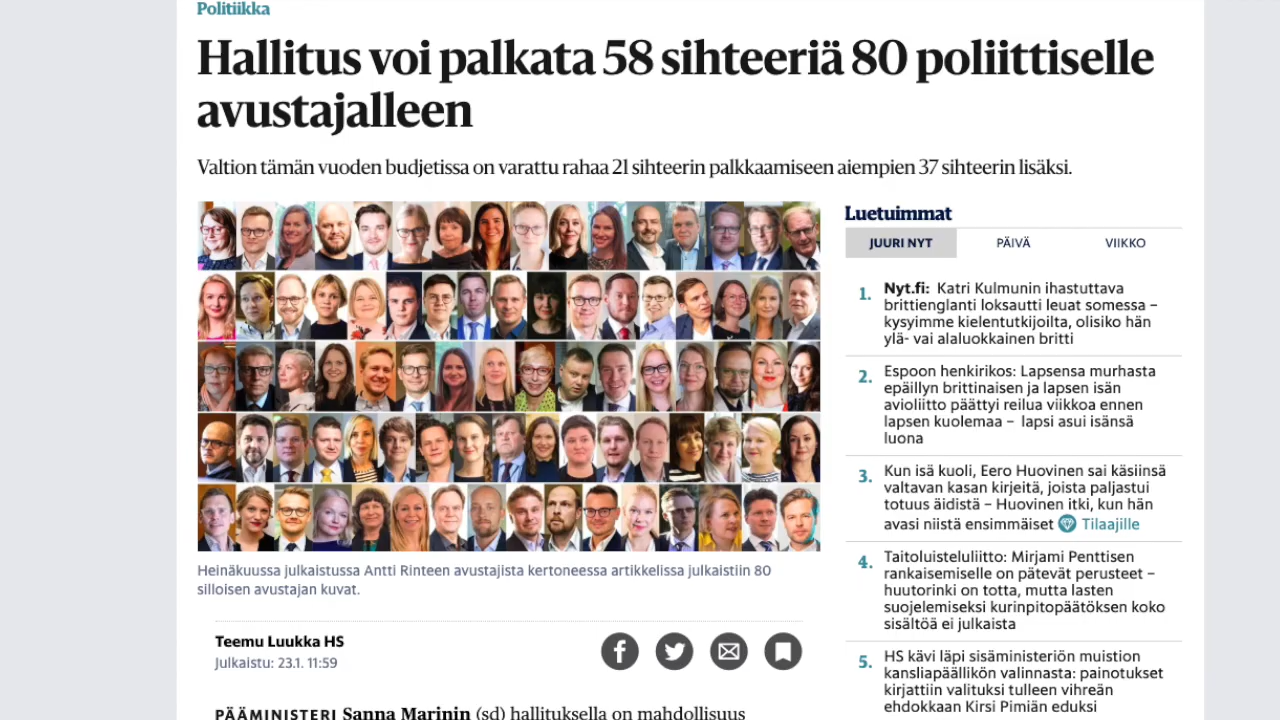 Politiikka
Hallitus voi palkata 58 sihteeriä 80 poliittiselle
avustajalleen
Valtion tämän vuoden budjetissa on varattu rahaa 21 sihteerin palkkaamiseen aiempien 37 sihteerin lisäksi.
Heinäkuussa julkaistussa Antti Rinteen avustajista kertoneessa artikkelissa julkaistiin 80
silloisen avustajan kuvat.
Teemu Luukka HS
Julkaistu: 23.1. 11:59
PÄÄMINISTERI Sanna Marinin (sd) hallituksella on mahdollisuus
Luetuimmat
JUURI NYT PÄIVÄ VIIKKO
1. Nyt.fi: Katri Kulmunin ihastuttava
brittienglanti loksautti leuat somessa –
kysyimme kielentutkijoilta, olisiko hän
ylä- vai alaluokkainen britti
2. Espoon henkirikos: Lapsensa murhasta
epäillyn brittinaisen ja lapsen isän
avioliitto päättyi reilua viikkoa ennen
lapsen kuolemaa – lapsi asui isänsä
luona
3. Kun isä kuoli, Eero Huovinen sai käsiinsä
valtavan kasan kirjeitä, joista paljastui
totuus äidistä – Huovinen itki, kun hän
avasi niistä ensimmäiset Tilaajille
4. Taitoluisteluliitto: Mirjami Penttisen
rankaisemiselle on pätevät perusteet –
huutorinki on totta, mutta lasten
suojelemiseksi kurinpitopäätöksen koko
sisältöä ei julkaista
5. HS kävi läpi sisäministeriön muistion
kansliapäällikön valinnasta: painotukset
kirjattiin valituksi tulleen vihreän
ehdokkaan Kirsi Pimiän eduksi